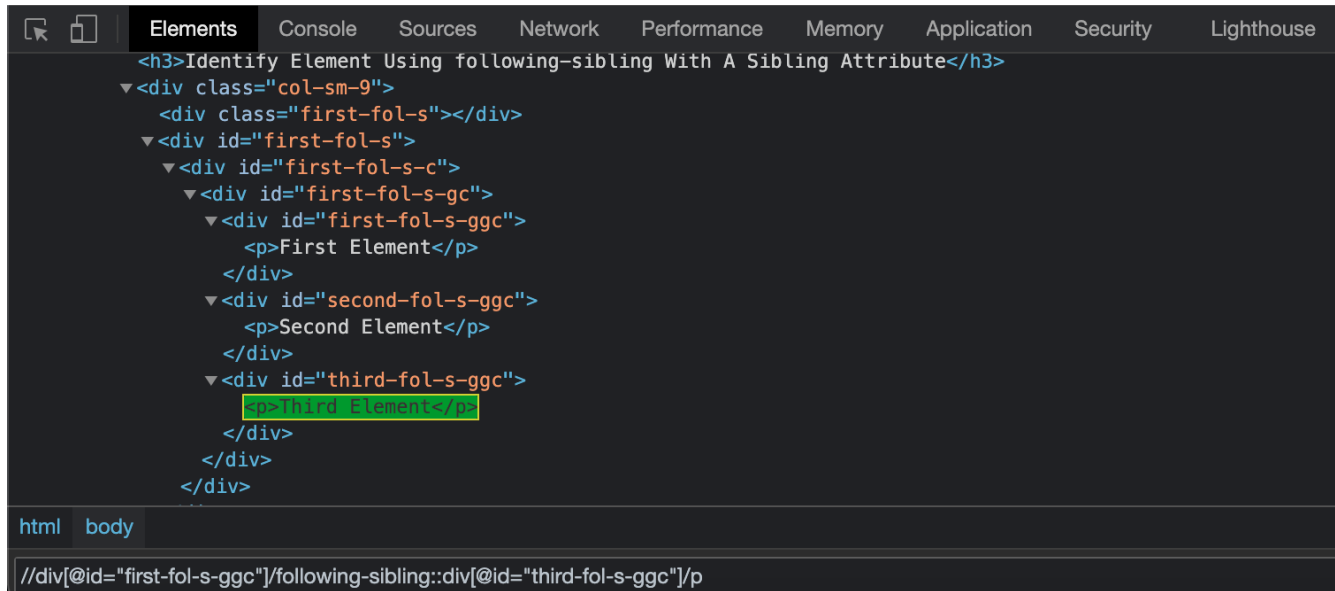 Elements Console Sources Network Performance Memory Application Security Lighthouse
<h3>Identify Element Using following-sibling With A Sibling Attribute</h3>
▼<div class="col-sm-9">
<div class="first-fol-s"></div>
▼<div id="first-fol-s">
▼<div id="first-fol-s-c">
▼<div id="first-fol-s-gc">
▼<div id="first-fol-s-ggc">
<p>First Element</p>
</div>
▼<div id="second-fol-s-ggc">
<p>Second Element</p>
</div>
▼<div id="third-fol-s-ggc">
<p>Third Element</p>
</div>
</div>
</div>
html body
//div[@id="first-fol-s-ggc"]/following-sibling::div[@id="third-fol-s-ggc"]/p